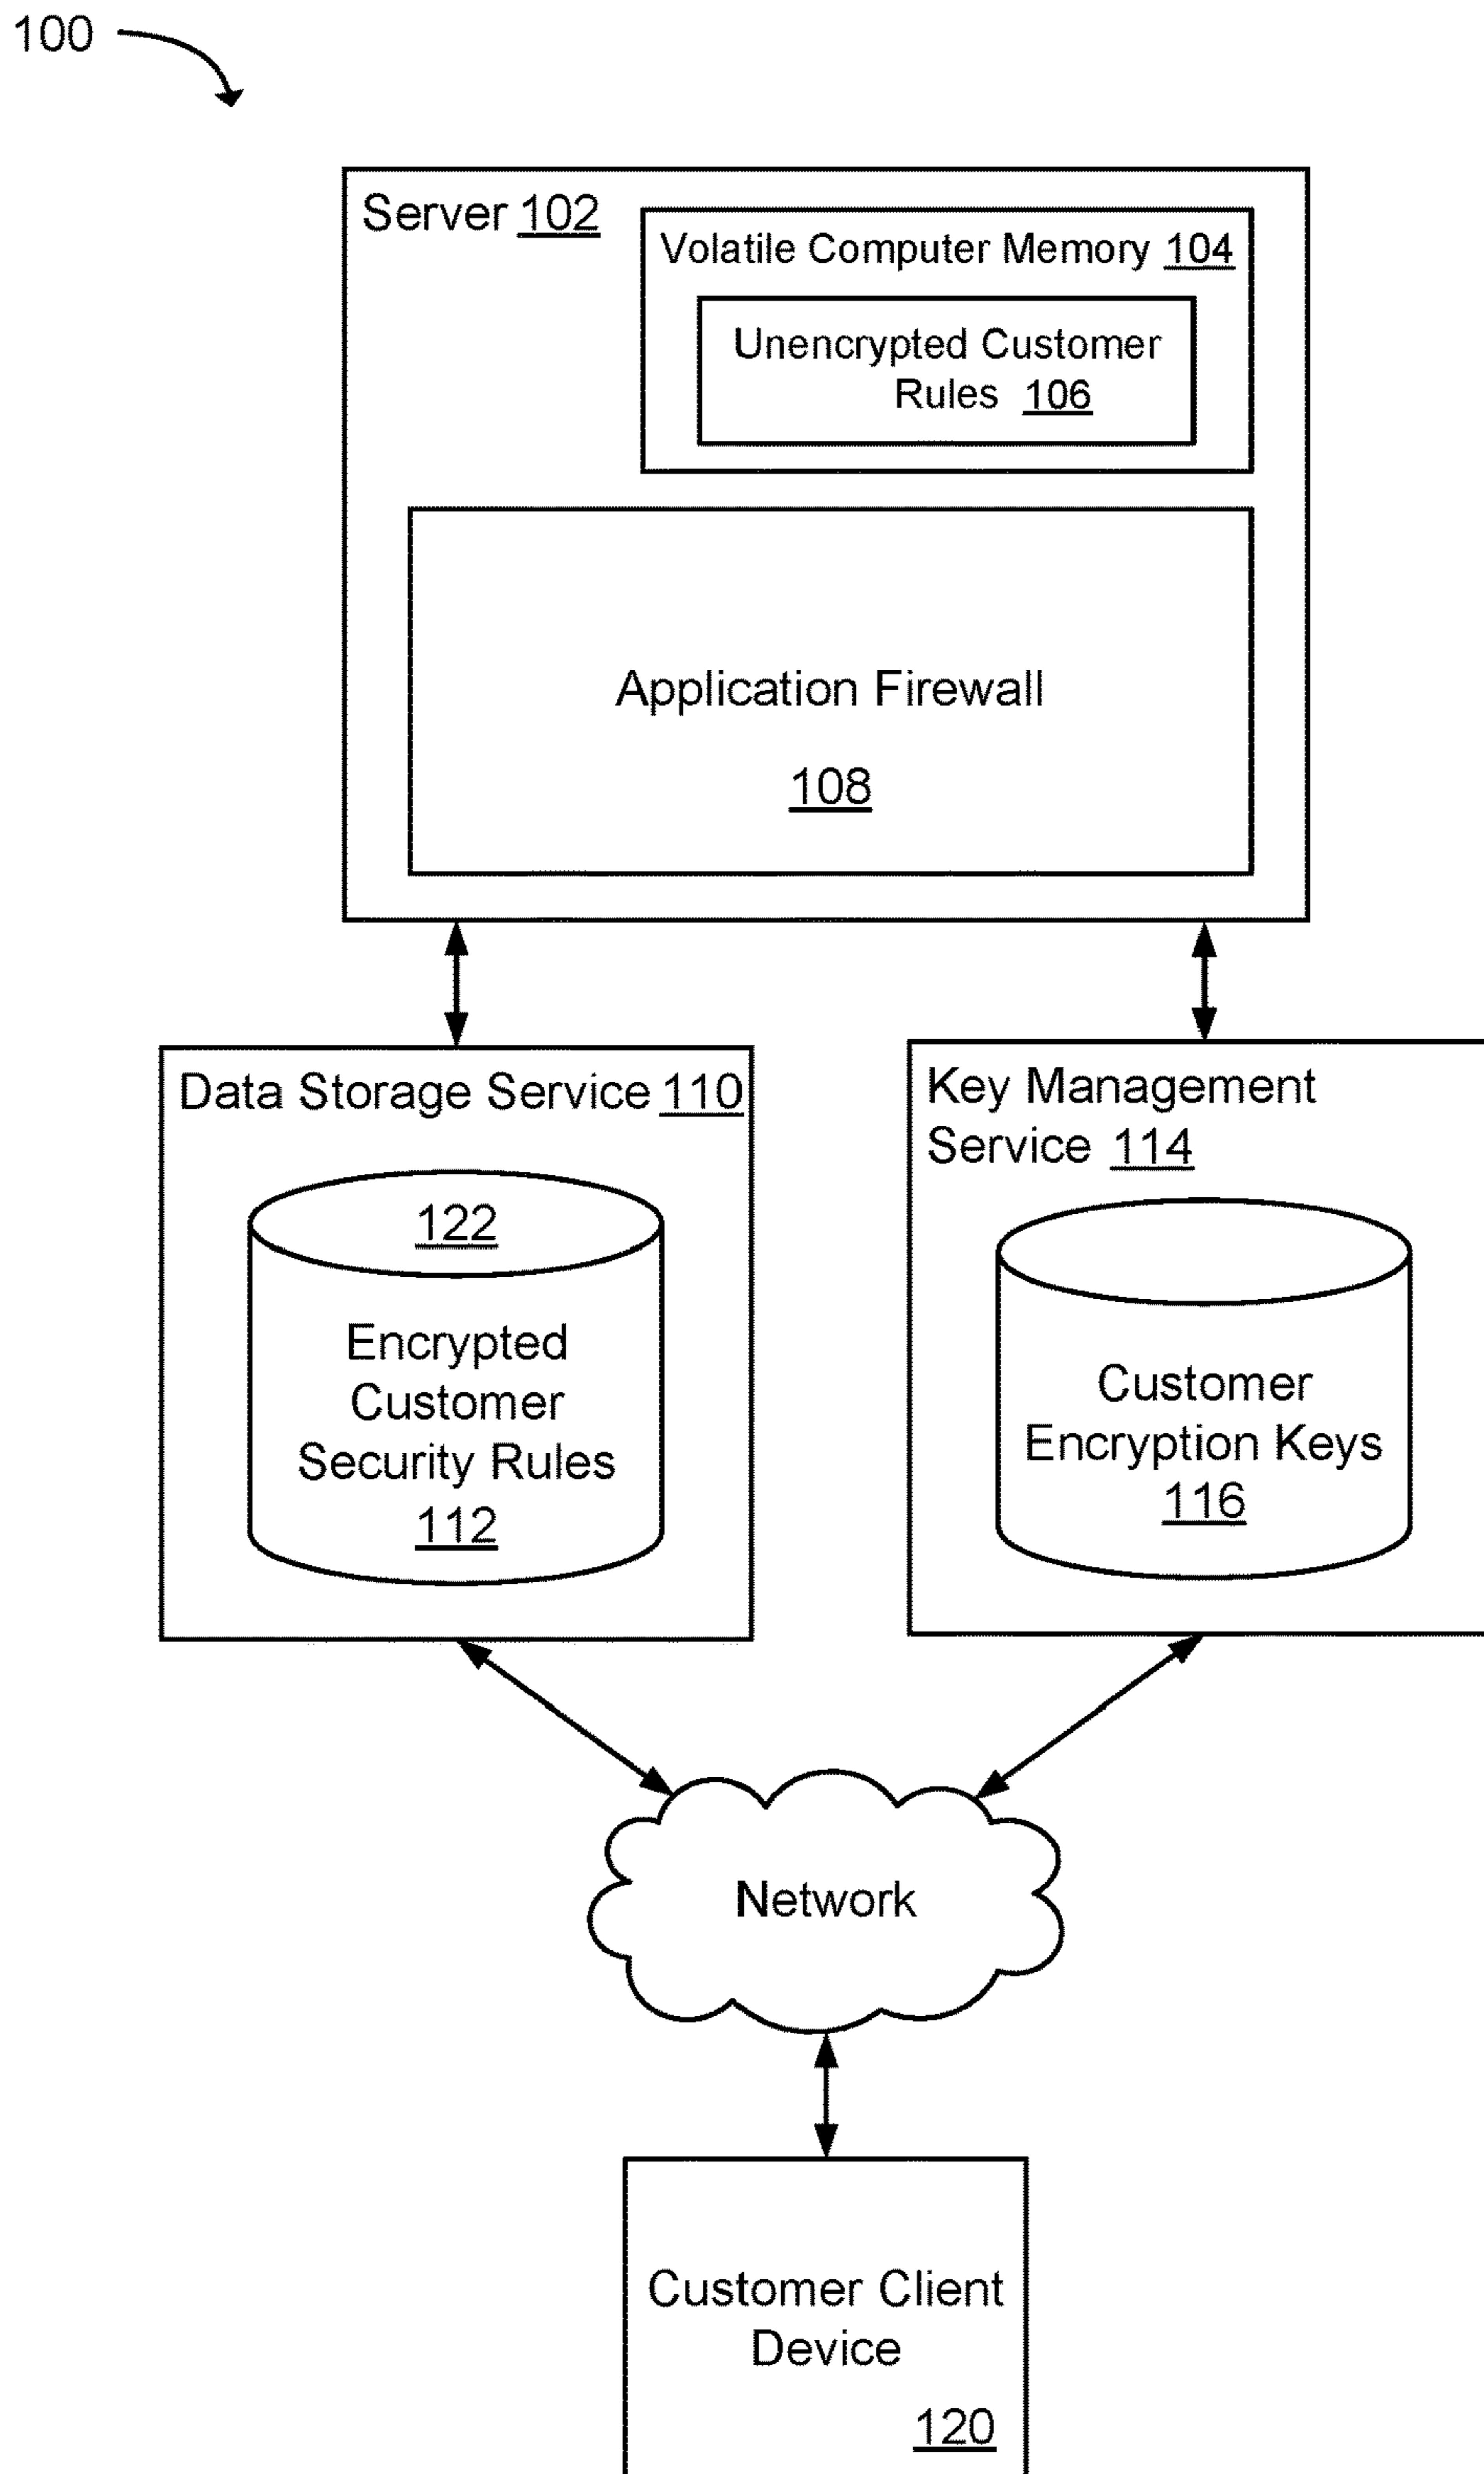 100
Server 102
Volatile Computer Memory 104
Unencrypted Customer
Rules 106
Application Firewall
108
Data Storage Service 110
122
Encrypted
Customer
Security Rules
112
Key Management
Service 114
Customer
Encryption Keys
116
Network
Customer Client
Device
120